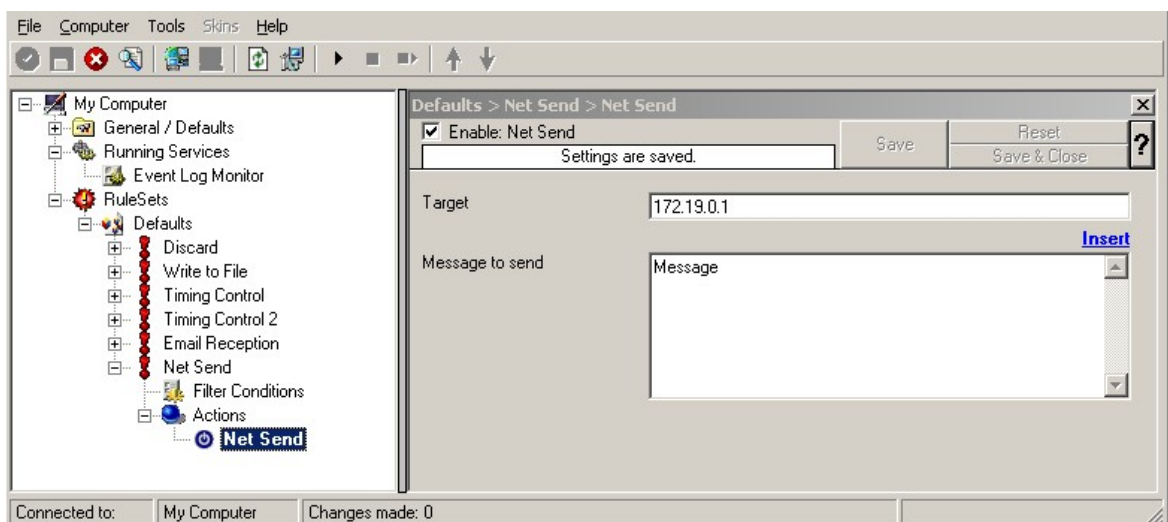 File Computer Tools Skins Help
My Computer
General / Defaults
Running Services
Event Log Monitor
RuleSets
Defaults
Discard
Write to File
Timing Control
Timing Control 2
Email Reception
Net Send
Filter Conditions
Actions
Net Send
Defaults > Net Send > Net Send
Enable: Net Send
Settings are saved.
Save
Reset
Save & Close
?
Target
172.19.0.1
Insert
Message to send
Message
Connected to: My Computer Changes made: 0